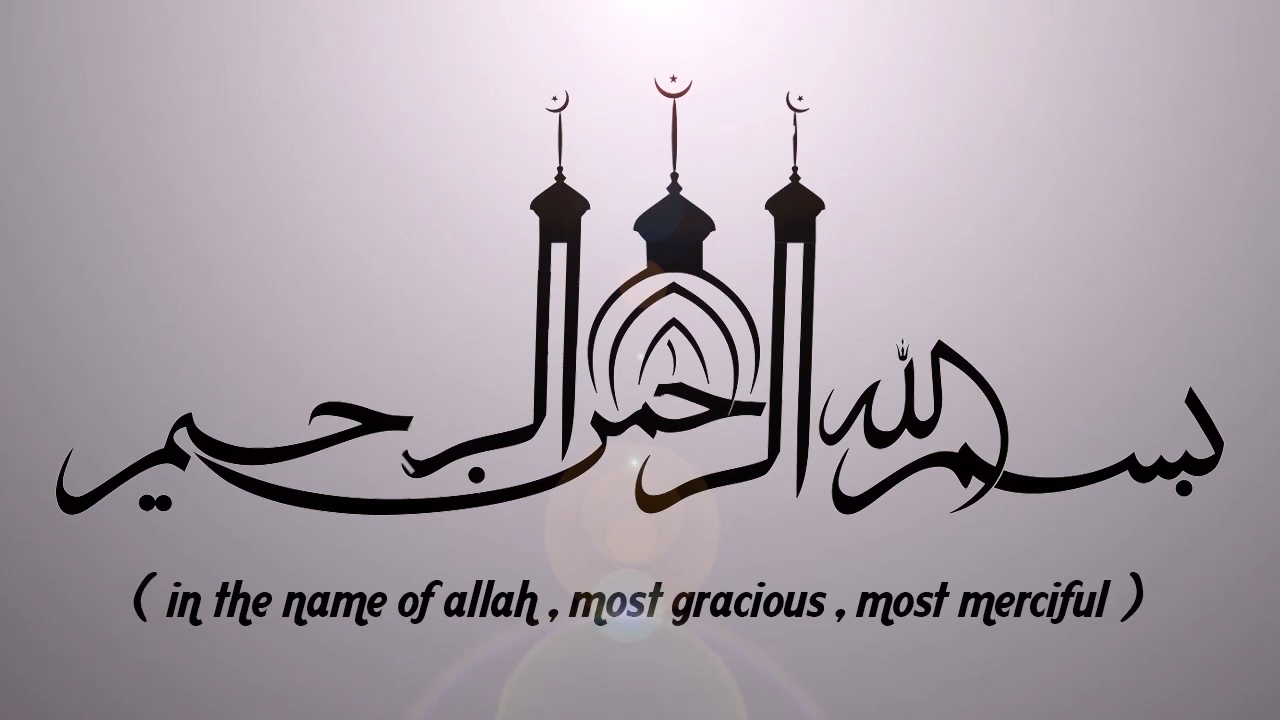 بسم الله الرحمن الرحيم
( in the name of allah , most gracious , most merciful )